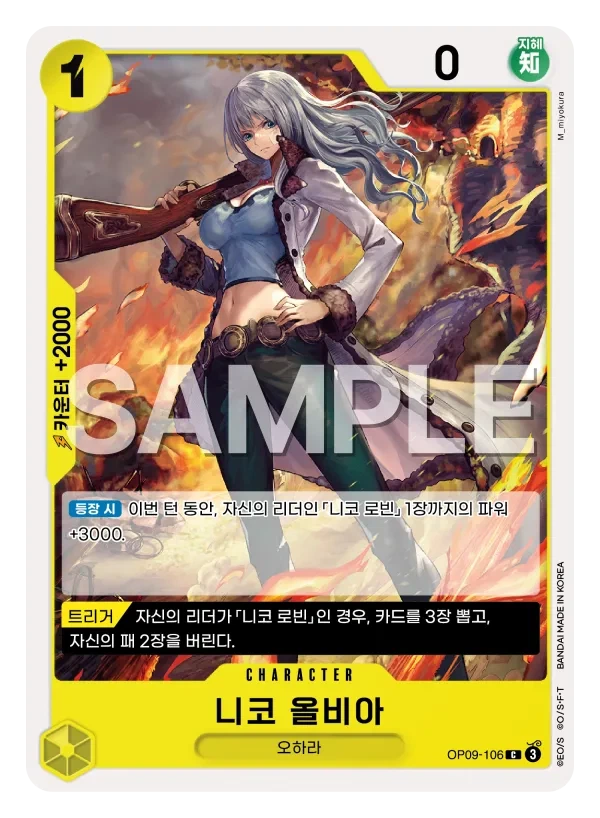 1
0
지혜
知
M_miyokura
카운터 +2000
SAMPLE
등장 시 이번 턴 동안, 자신의 리더인 「니코 로빈」 1장까지의 파워
+3000.
트리거 자신의 리더가 「니코 로빈」인 경우, 카드를 3장 뽑고,
자신의 패 2장을 버린다.
CHARACTER
니코 올비아
오하라
OP09-106 C 3
©EO/S ©O/S·F·T BANDAI MADE IN KOREA